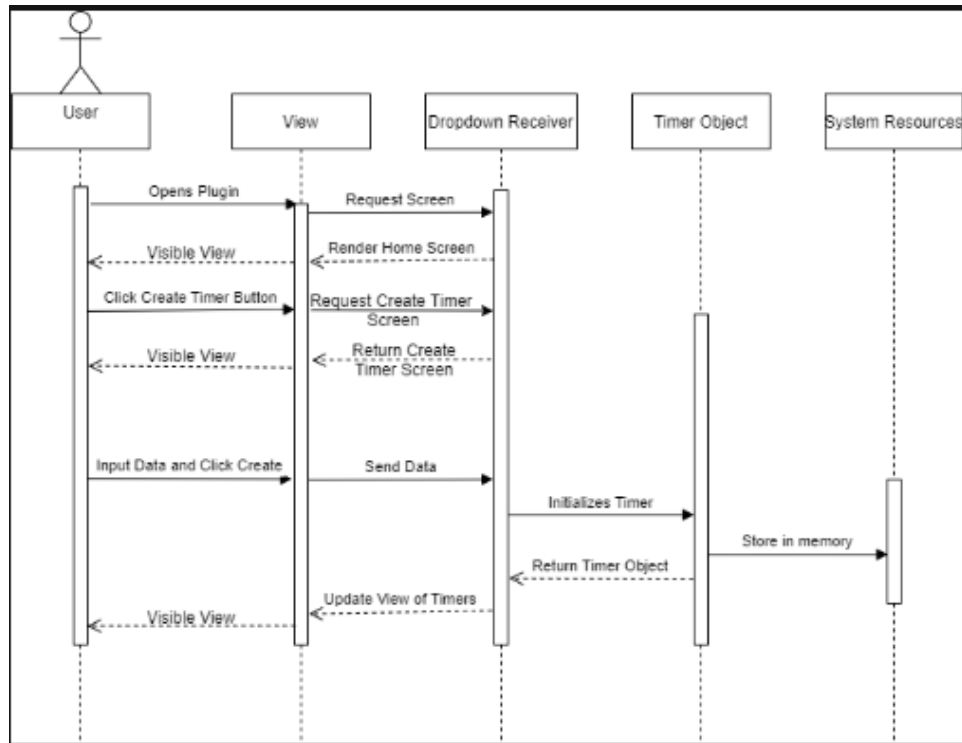 User
View
Dropdown Receiver
Timer Object
System Resources
Opens Plugin
Request Screen
Render Home Screen
Visible View
Click Create Timer Button
Request Create Timer
Screen
Return Create
Timer Screen
Visible View
Input Data and Click Create
Send Data
Initializes Timer
Store in memory
Return Timer Object
Update View of Timers
Visible View